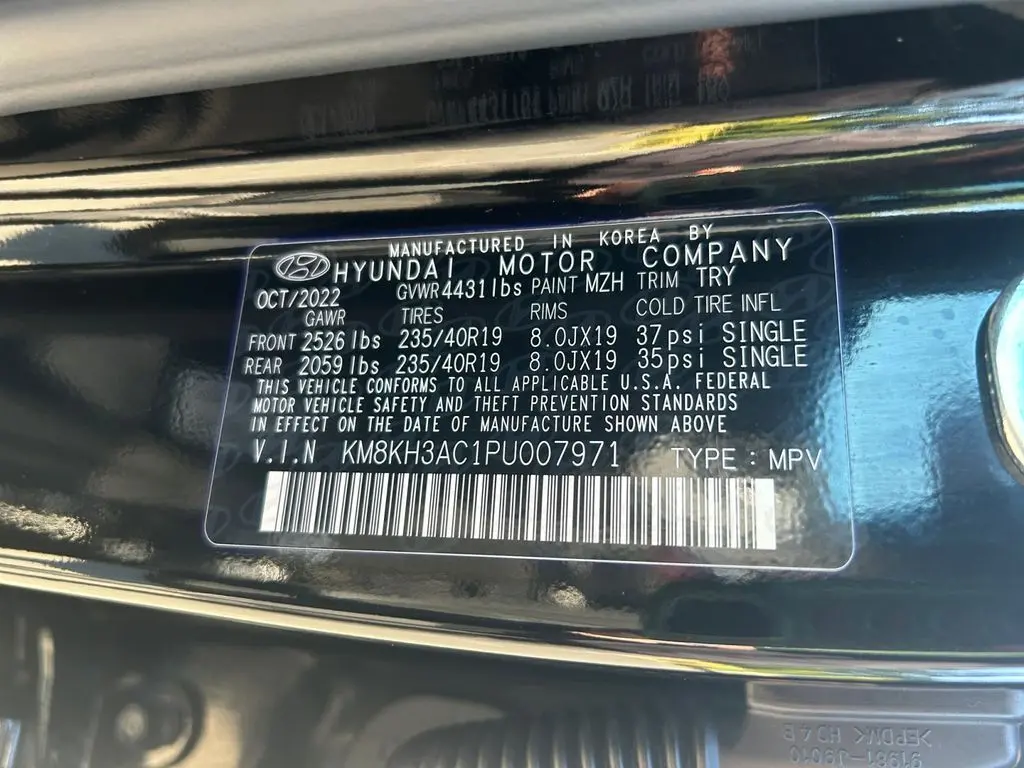 MANUFACTURED IN KOREA BY
HYUNDAI MOTOR COMPANY
OCT/2022 GVWR 4431lbs PAINT MZH TRIM TRY
GAWR TIRES RIMS COLD TIRE INFL
FRONT 2526lbs 235/40R19 8.0JX19 37psi SINGLE
REAR 2059lbs 235/40R19 8.0JX19 35psi SINGLE
THIS VEHICLE CONFORMS TO ALL APPLICABLE U.S.A. FEDERAL
MOTOR VEHICLE SAFETY AND THEFT PREVENTION STANDARDS
IN EFFECT ON THE DATE OF MANUFACTURE SHOWN ABOVE
V.I.N KM8KH3AC1PU007971 TYPE : MPV
91981-J9010